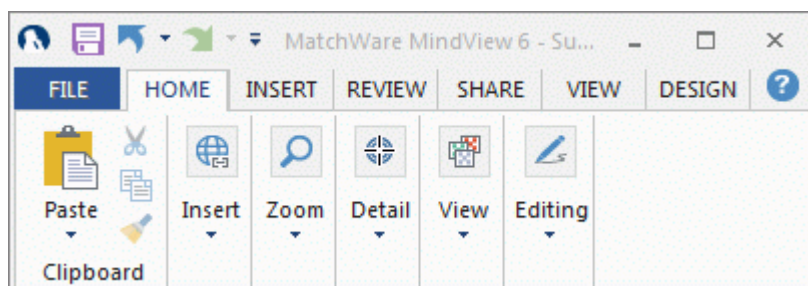 MatchWare MindView 6 - Su...
FILE HOME INSERT REVIEW SHARE VIEW DESIGN ?
Paste Insert Zoom Detail View Editing
Clipboard